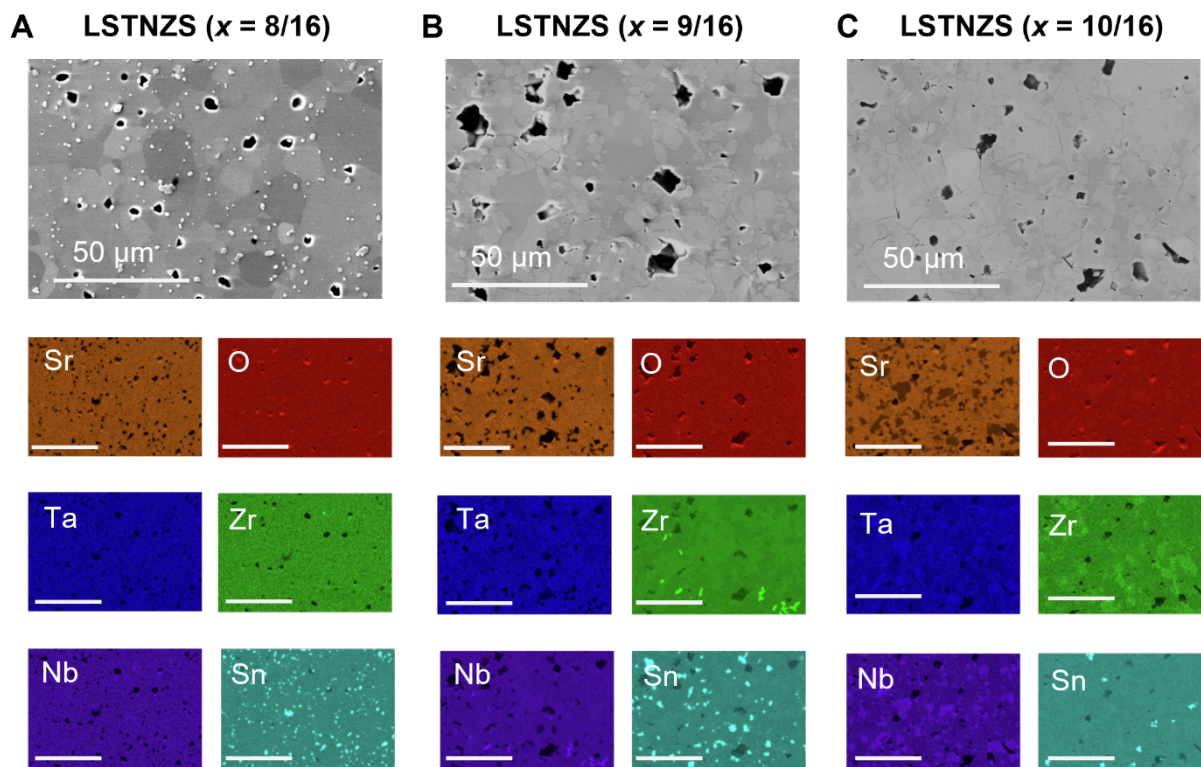 A LSTNZS (x = 8/16)
B LSTNZS (x = 9/16)
C LSTNZS (x = 10/16)
50 µm
50 µm
50 µm
Sr
O
Sr
O
Sr
O
Ta
Zr
Ta
Zr
Ta
Zr
Nb
Sn
Nb
Sn
Nb
Sn